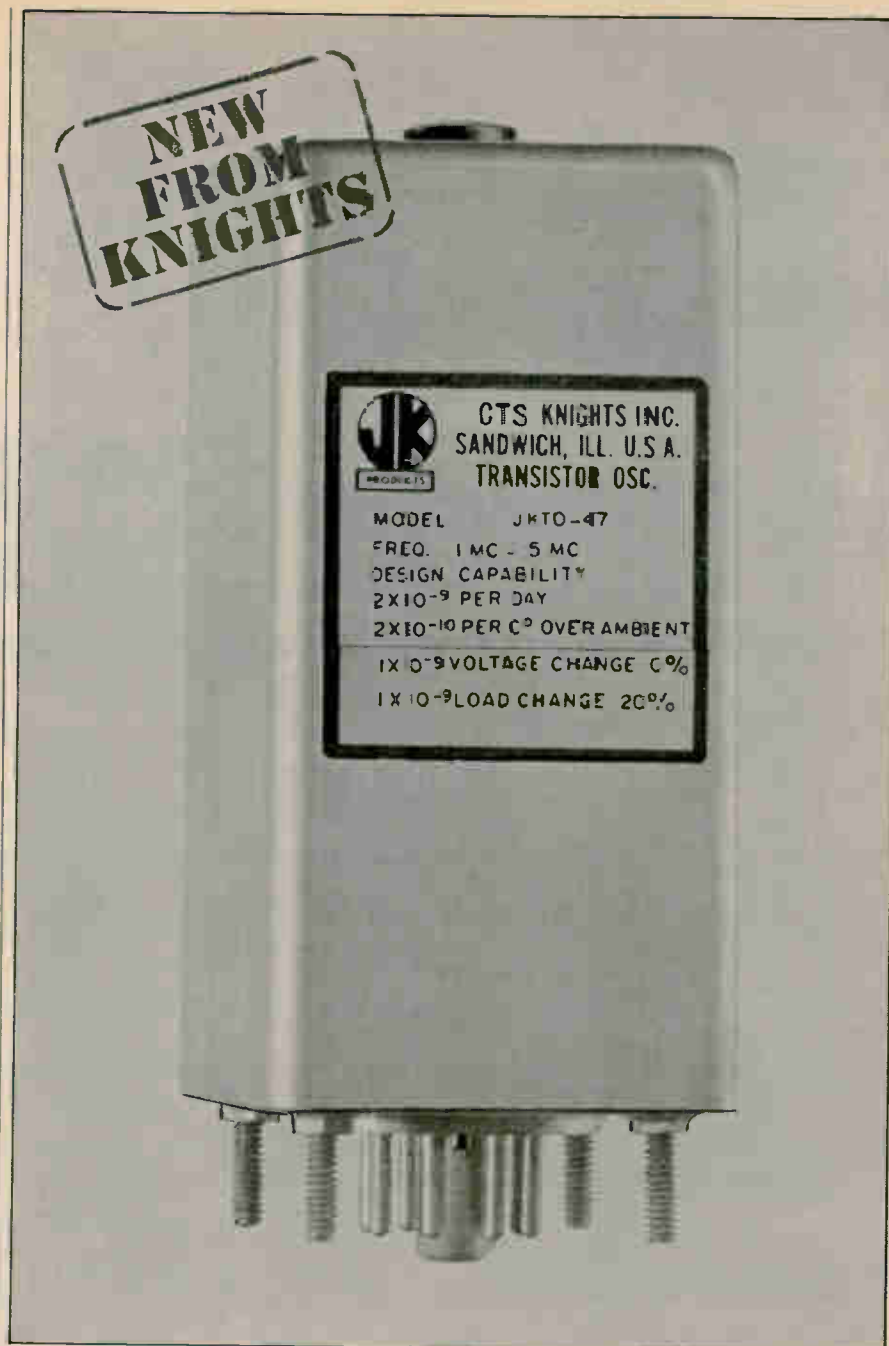 NEW
FROM
KNIGHTS
JK
PRODUCTS
CTS KNIGHTS INC.
SANDWICH, ILL. U.S.A.
TRANSISTOR OSC.
MODEL JKTO-47
FREQ. 1 MC - 5 MC
DESIGN CAPABILITY
2X10-9 PER DAY
2X10-10 PER C° OVER AMBIENT
1X10-9 VOLTAGE CHANGE
1X10-9 LOAD CHANGE 20%